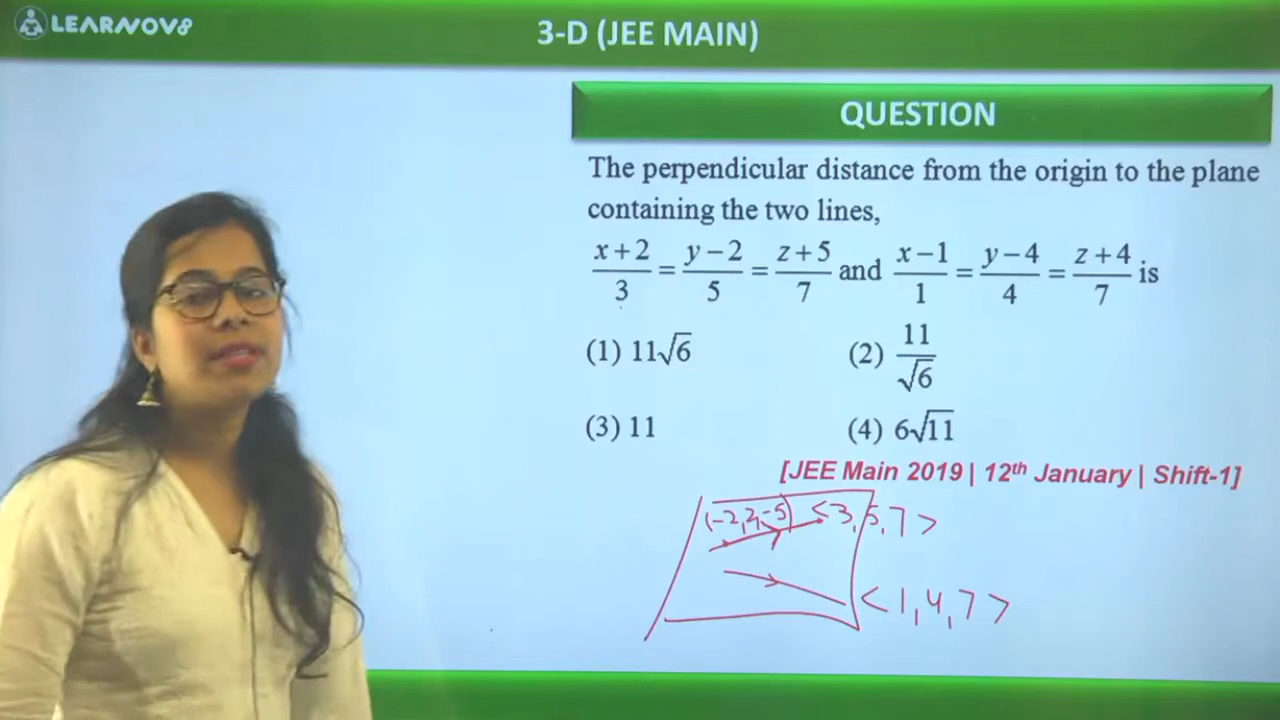 LEARNOV8
3-D (JEE MAIN)
QUESTION
The perpendicular distance from the origin to the plane
containing the two lines,
x+2/3 = y−2/5 = z+5/7 and x−1/1 = y−4/4 = z+4/7 is
(1) 11√6 (2) 11/√6
(3) 11 (4) 6√11
[JEE Main 2019 | 12th January | Shift-1]
(-2,2,-5) <3,5,7>
<1,4,7>